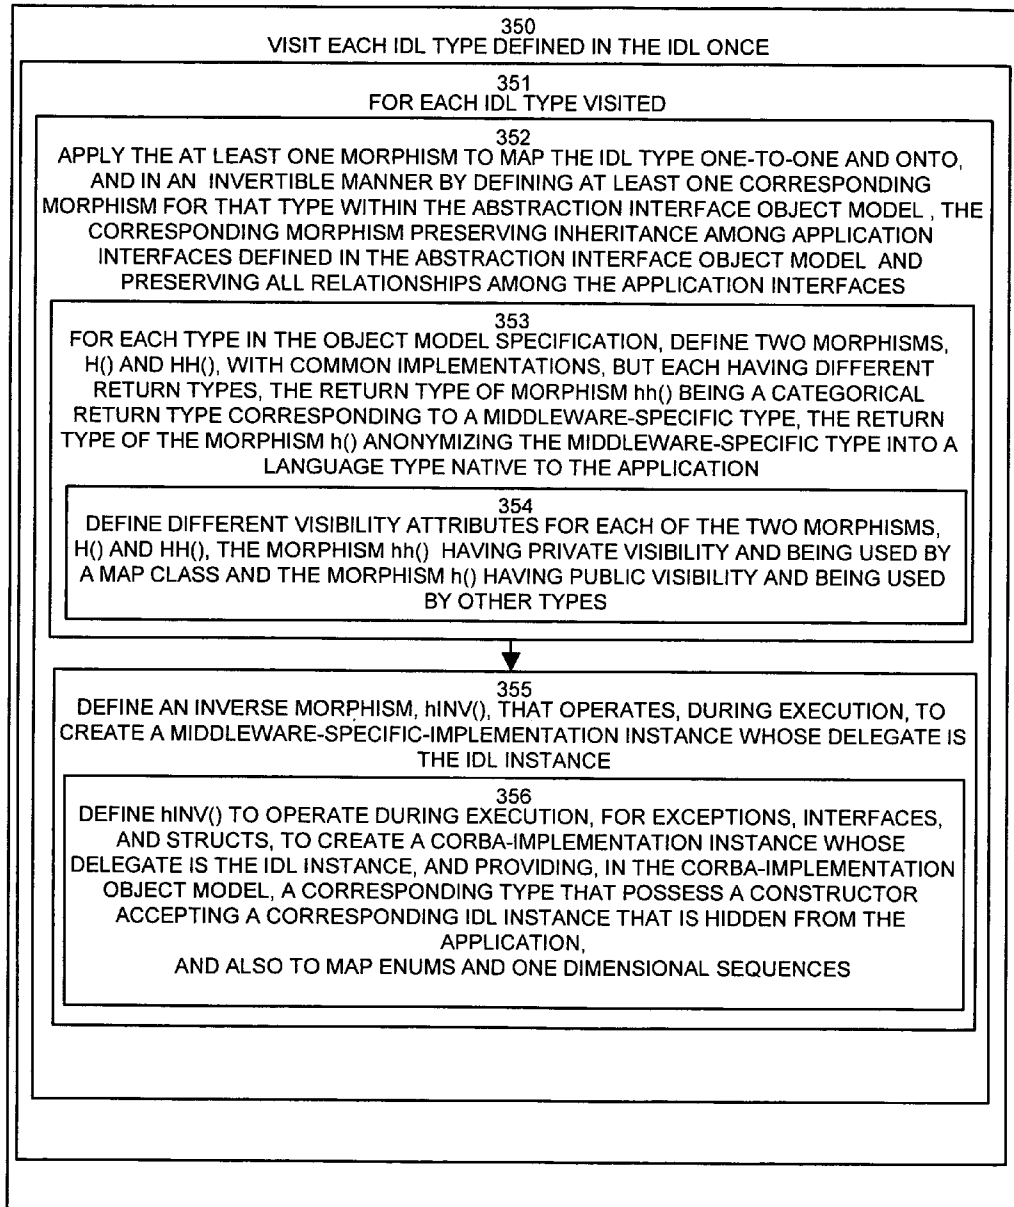 350
VISIT EACH IDL TYPE DEFINED IN THE IDL ONCE
351
FOR EACH IDL TYPE VISITED
352
APPLY THE AT LEAST ONE MORPHISM TO MAP THE IDL TYPE ONE-TO-ONE AND ONTO,
AND IN AN INVERTIBLE MANNER BY DEFINING AT LEAST ONE CORRESPONDING
MORPHISM FOR THAT TYPE WITHIN THE ABSTRACTION INTERFACE OBJECT MODEL , THE
CORRESPONDING MORPHISM PRESERVING INHERITANCE AMONG APPLICATION
INTERFACES DEFINED IN THE ABSTRACTION INTERFACE OBJECT MODEL AND
PRESERVING ALL RELATIONSHIPS AMONG THE APPLICATION INTERFACES
353
FOR EACH TYPE IN THE OBJECT MODEL SPECIFICATION, DEFINE TWO MORPHISMS,
H() AND HH(), WITH COMMON IMPLEMENTATIONS, BUT EACH HAVING DIFFERENT
RETURN TYPES, THE RETURN TYPE OF MORPHISM hh() BEING A CATEGORICAL
RETURN TYPE CORRESPONDING TO A MIDDLEWARE-SPECIFIC TYPE, THE RETURN
TYPE OF THE MORPHISM h() ANONYMIZING THE MIDDLEWARE-SPECIFIC TYPE INTO A
LANGUAGE TYPE NATIVE TO THE APPLICATION
354
DEFINE DIFFERENT VISIBILITY ATTRIBUTES FOR EACH OF THE TWO MORPHISMS,
H() AND HH(), THE MORPHISM hh() HAVING PRIVATE VISIBILITY AND BEING USED BY
A MAP CLASS AND THE MORPHISM h() HAVING PUBLIC VISIBILITY AND BEING USED
BY OTHER TYPES
355
DEFINE AN INVERSE MORPHISM, hINV(), THAT OPERATES, DURING EXECUTION, TO
CREATE A MIDDLEWARE-SPECIFIC-IMPLEMENTATION INSTANCE WHOSE DELEGATE IS
THE IDL INSTANCE
356
DEFINE hINV() TO OPERATE DURING EXECUTION, FOR EXCEPTIONS, INTERFACES,
AND STRUCTS, TO CREATE A CORBA-IMPLEMENTATION INSTANCE WHOSE
DELEGATE IS THE IDL INSTANCE, AND PROVIDING, IN THE CORBA-IMPLEMENTATION
OBJECT MODEL, A CORRESPONDING TYPE THAT POSSESS A CONSTRUCTOR
ACCEPTING A CORRESPONDING IDL INSTANCE THAT IS HIDDEN FROM THE
APPLICATION,
AND ALSO TO MAP ENUMS AND ONE DIMENSIONAL SEQUENCES